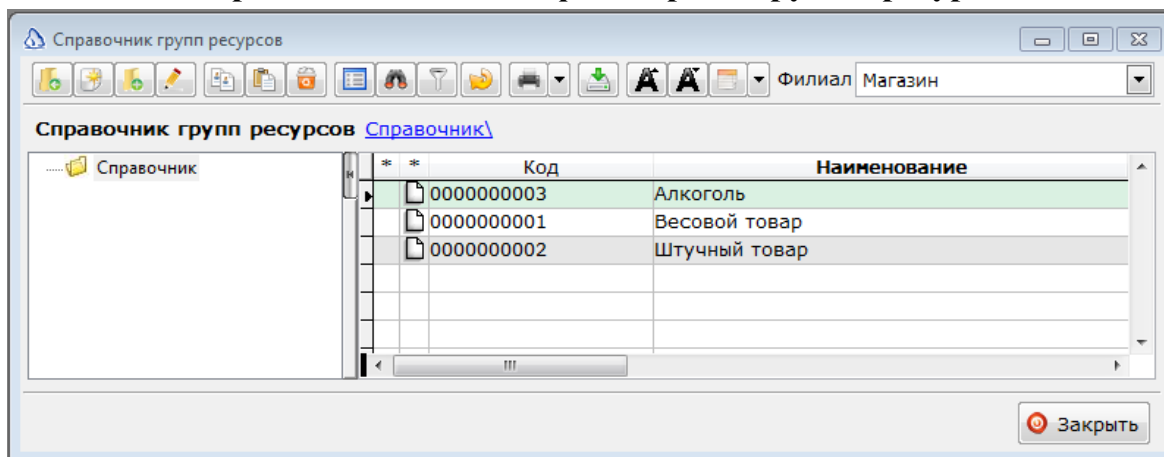 Справочник групп ресурсов
Филиал Магазин
Справочник групп ресурсов Справочник\
Справочник
* * Код Наименование
0000000003 Алкоголь
0000000001 Весовой товар
0000000002 Штучный товар
Закрыть